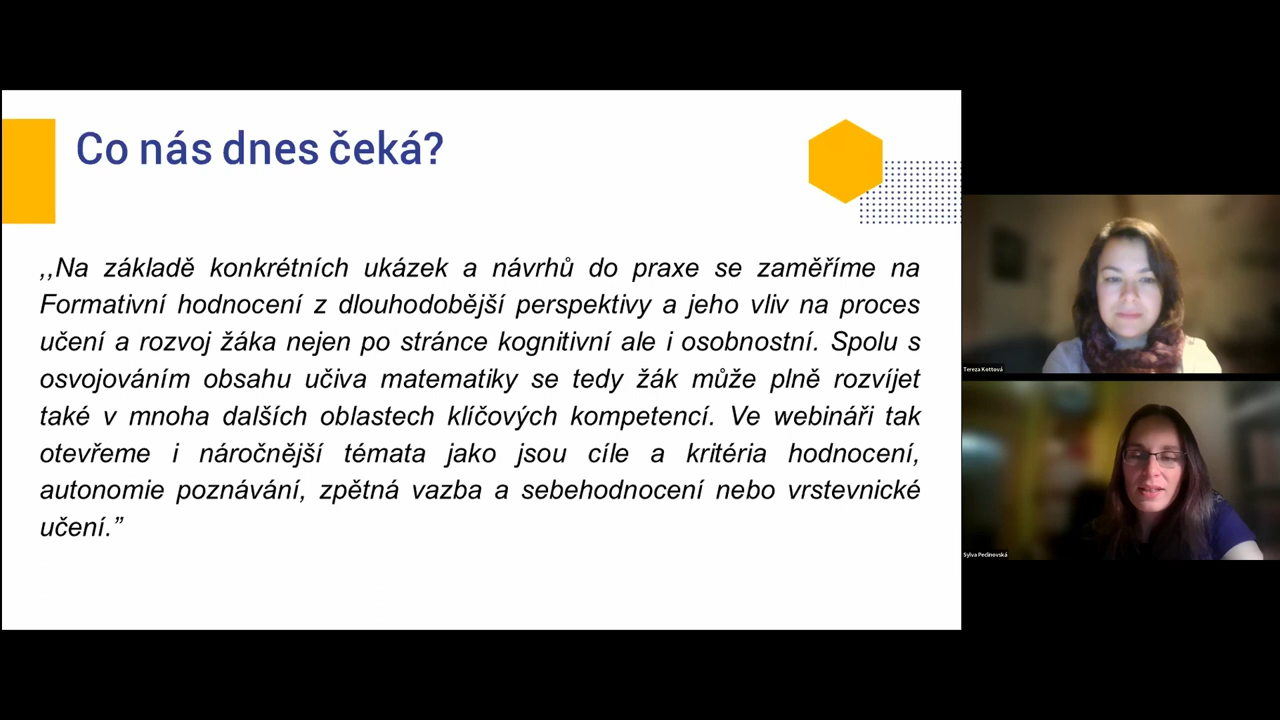 Co nás dnes čeká?
,,Na základě konkrétních ukázek a návrhů do praxe se zaměříme na
Formativní hodnocení z dlouhodobější perspektivy a jeho vliv na proces
učení a rozvoj žáka nejen po stránce kognitivní ale i osobnostní. Spolu s
osvojováním obsahu učiva matematiky se tedy žák může plně rozvíjet
také v mnoha dalších oblastech klíčových kompetencí. Ve webináři tak
otevřeme i náročnější témata jako jsou cíle a kritéria hodnocení,
autonomie poznávání, zpětná vazba a sebehodnocení nebo vrstevnické
učení.”
Tereza Kottová
Sylva Pecinovská